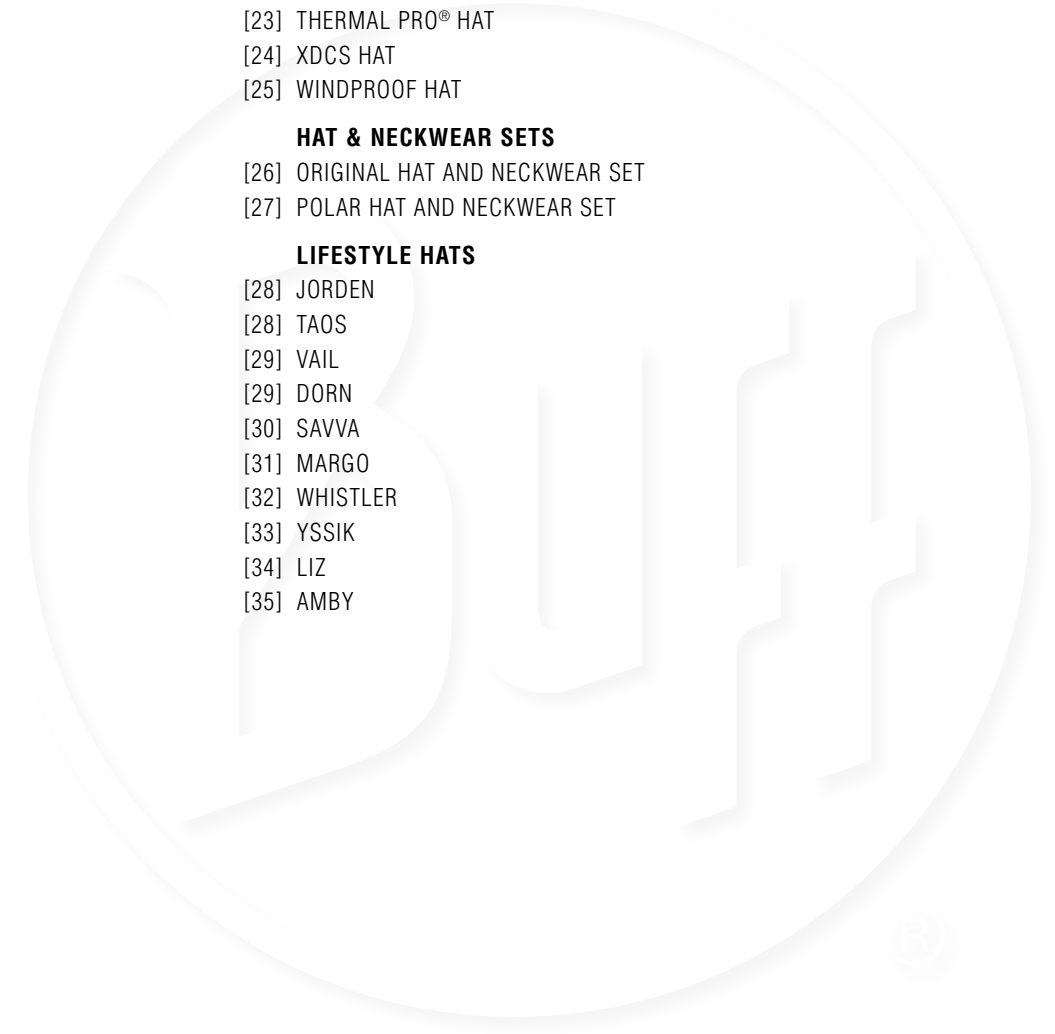 [23] THERMAL PRO® HAT
[24] XDCS HAT
[25] WINDPROOF HAT
HAT & NECKWEAR SETS
[26] ORIGINAL HAT AND NECKWEAR SET
[27] POLAR HAT AND NECKWEAR SET
LIFESTYLE HATS
[28] JORDEN
[28] TAOS
[29] VAIL
[29] DORN
[30] SAVVA
[31] MARGO
[32] WHISTLER
[33] YSSIK
[34] LIZ
[35] AMBY
Buff
®